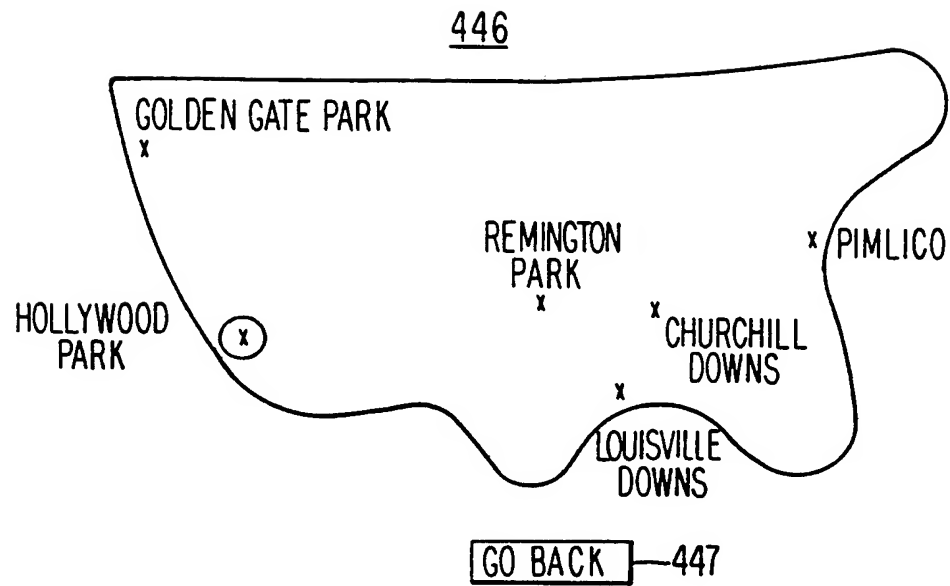 446
GOLDEN GATE PARK
x
REMINGTON
PARK
x
x PIMLICO
HOLLYWOOD
PARK
x
x
CHURCHILL
DOWNS
x
LOUISVILLE
DOWNS
GO BACK 447